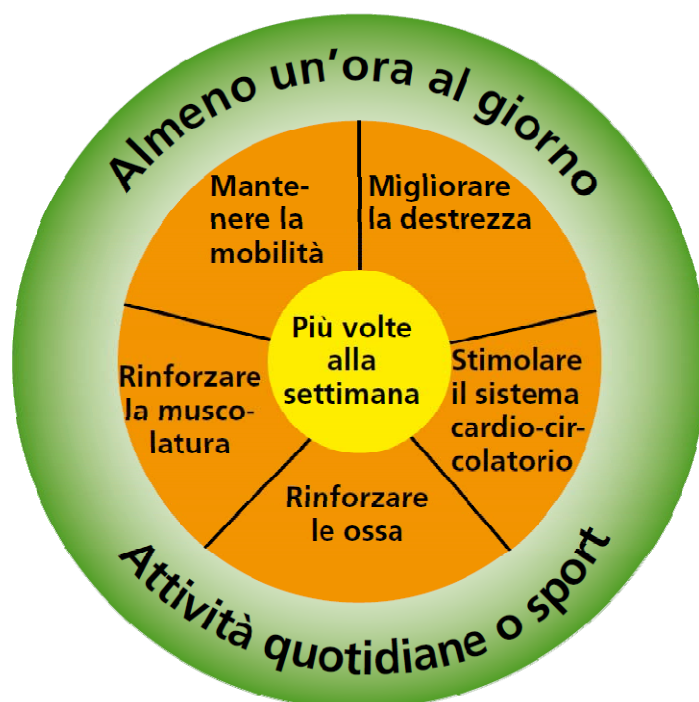 Almeno un'ora al giorno
Mante-
nere la
mobilità
Migliorare
la destrezza
Più volte
alla
settimana
Rinforzare
la musco-
latura
Stimolare
il sistema
cardio-cir-
colatorio
Rinforzare
le ossa
Attività quotidiane o sport